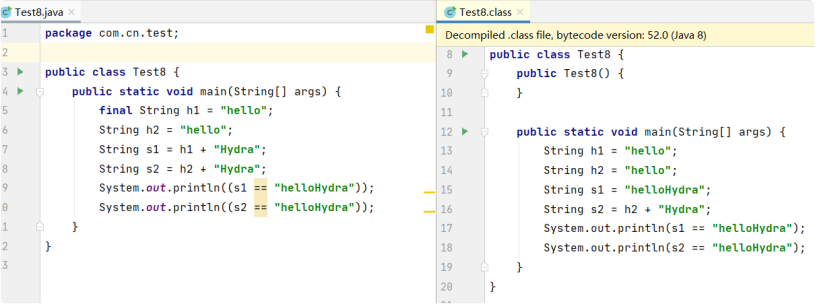 Test8.java
1 package com.cn.test;
2
3 public class Test8 {
4 public static void main(String[] args) {
5 final String h1 = "hello";
6 String h2 = "hello";
7 String s1 = h1 + "Hydra";
8 String s2 = h2 + "Hydra";
9 System.out.println((s1 == "helloHydra"));
0 System.out.println((s2 == "helloHydra"));
1 }
2 }
3
Test8.class
Decompiled .class file, bytecode version: 52.0 (Java 8)
8 public class Test8 {
9 public Test8() {
10 }
11
12 public static void main(String[] args) {
13 String h1 = "hello";
14 String h2 = "hello";
15 String s1 = "helloHydra";
16 String s2 = h2 + "Hydra";
17 System.out.println(s1 == "helloHydra");
18 System.out.println(s2 == "helloHydra");
19 }
20 }